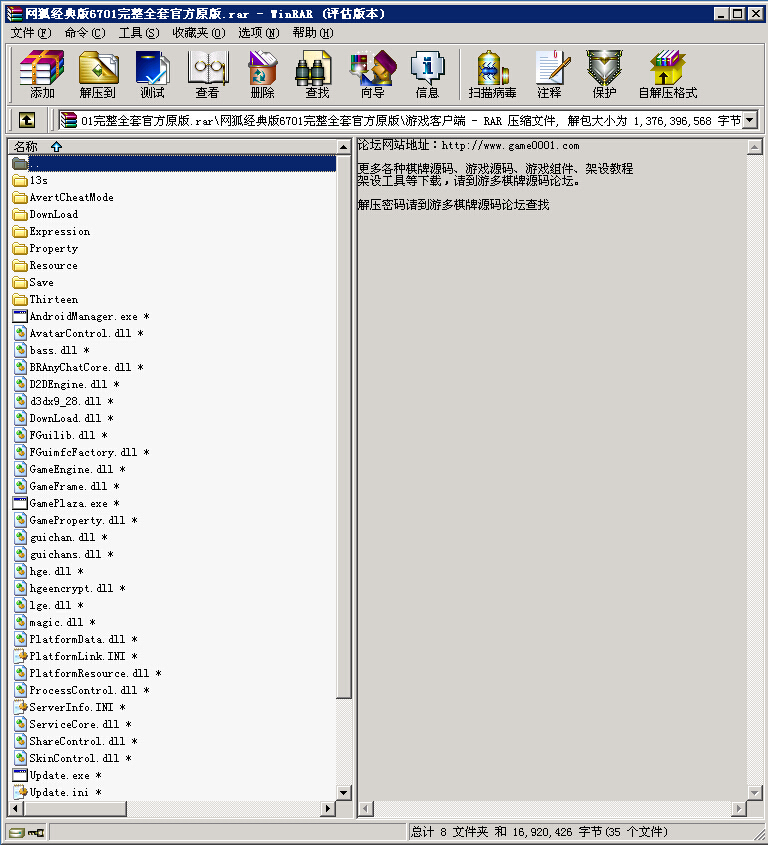 网狐经典版6701完整全套官方原版.rar - WinRAR (评估版本)
文件(F) 命令(C) 工具(S) 收藏夹(O) 选项(N) 帮助(H)
添加 解压到 测试 查看 删除 查找 向导 信息 扫描病毒 注释 保护 自解压格式
01完整全套官方原版.rar\网狐经典版6701完整全套官方原版\游戏客户端 - RAR 压缩文件, 解包大小为 1,376,396,568 字节
名称
..
13s
AvertCheatMode
DownLoad
Expression
Property
Resource
Save
Thirteen
AndroidManager.exe *
AvatarControl.dll *
bass.dll *
BRAnyChatCore.dll *
D2DEngine.dll *
d3dx9_28.dll *
DownLoad.dll *
FGuilib.dll *
FGuimfcFactory.dll *
GameEngine.dll *
GameFrame.dll *
GamePlaza.exe *
GameProperty.dll *
guichan.dll *
guichans.dll *
hge.dll *
hgeencrypt.dll *
lge.dll *
magic.dll *
PlatformData.dll *
PlatformLink.INI *
PlatformResource.dll *
ProcessControl.dll *
ServerInfo.INI *
ServiceCore.dll *
ShareControl.dll *
SkinControl.dll *
Update.exe *
Update.ini *
论坛网站地址：http://www.game0001.com
更多各种棋牌源码、游戏源码、游戏组件、架设教程
架设工具等下载，请到游多棋牌源码论坛。
解压密码请到游多棋牌源码论坛查找
总计 8 文件夹 和 16,920,426 字节(35 个文件)